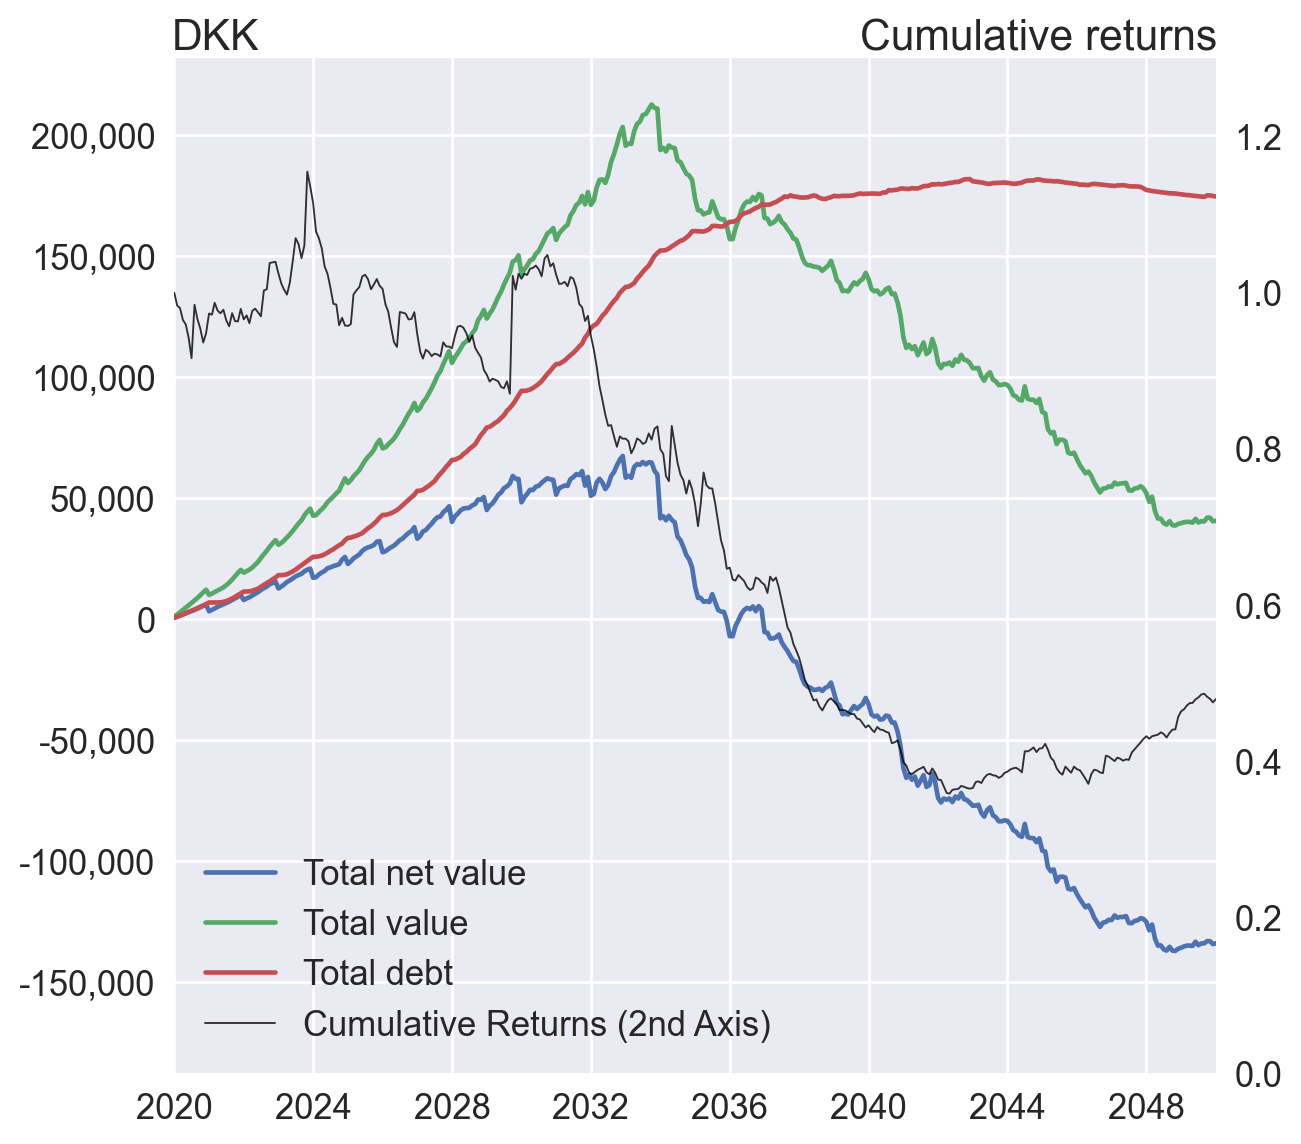 DKK
Cumulative returns
200,000
150,000
100,000
50,000
0
-50,000
-100,000
-150,000
1.2
1.0
0.8
0.6
0.4
0.2
0.0
Total net value
Total value
Total debt
Cumulative Returns (2nd Axis)
2020 2024 2028 2032 2036 2040 2044 2048